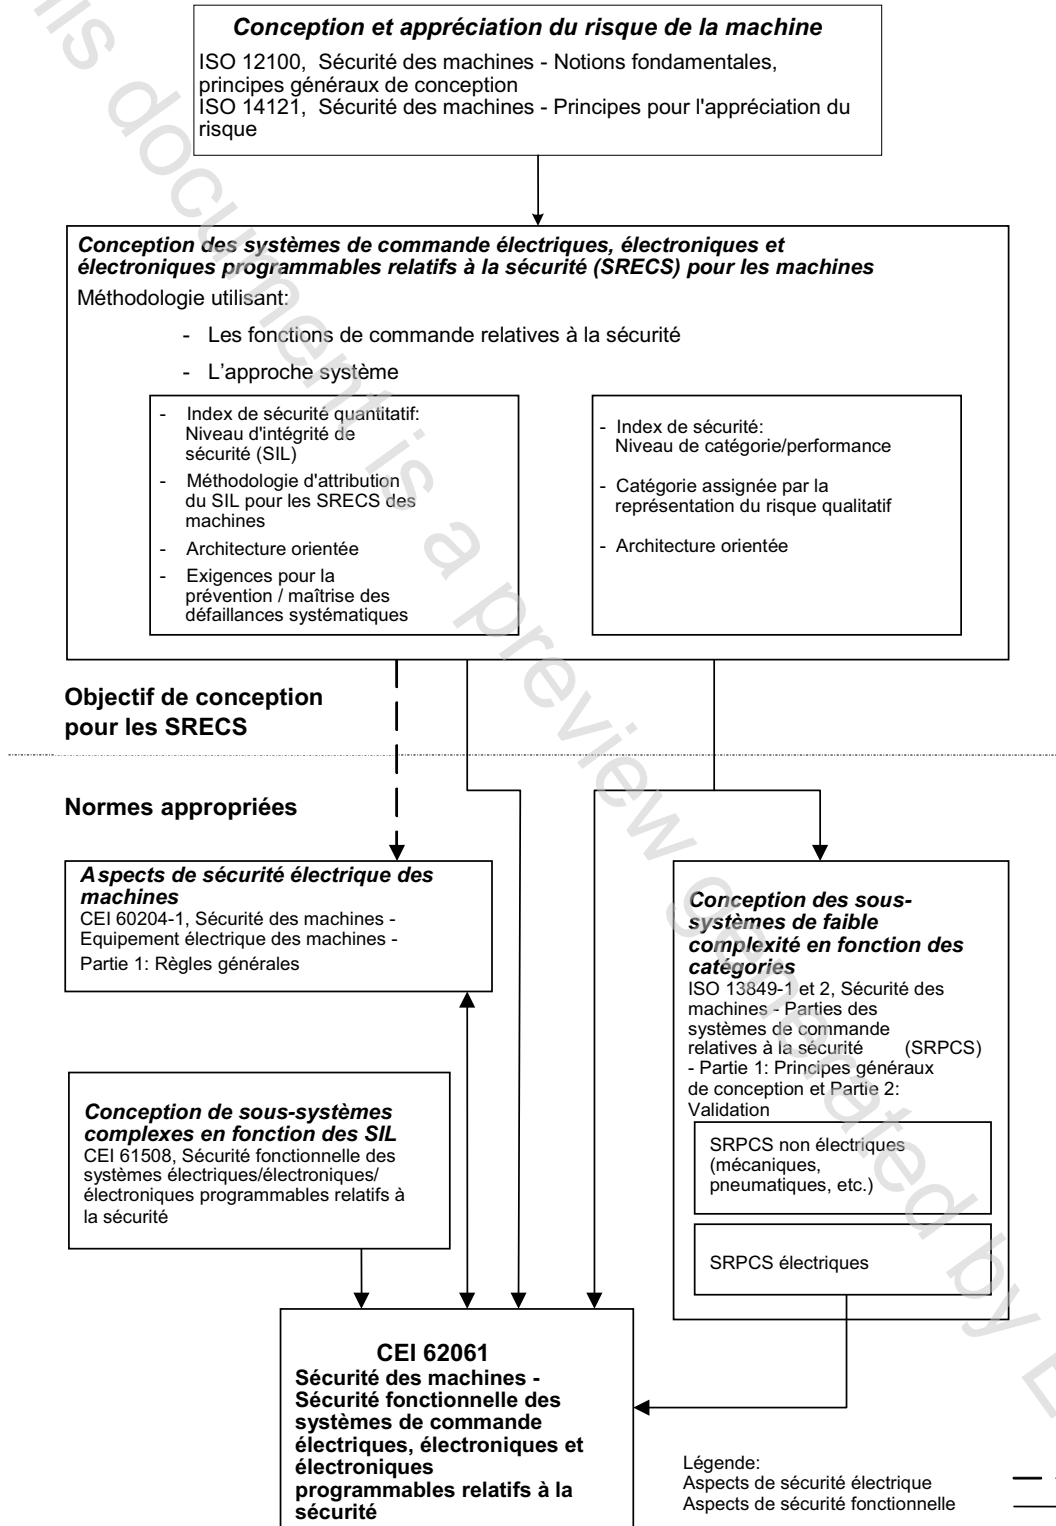 Conception et appréciation du risque de la machine
ISO 12100, Sécurité des machines - Notions fondamentales,
principes généraux de conception
ISO 14121, Sécurité des machines - Principes pour l'appréciation du
risque
Conception des systèmes de commande électriques, électroniques et
électroniques programmables relatifs à la sécurité (SRECS) pour les machines
Méthodologie utilisant:
- Les fonctions de commande relatives à la sécurité
- L'approche système
- Index de sécurité quantitatif:
Niveau d'intégrité de
sécurité (SIL)
- Méthodologie d'attribution
du SIL pour les SRECS des
machines
- Architecture orientée
- Exigences pour la
prévention / maîtrise des
défaillances systématiques
- Index de sécurité:
Niveau de catégorie/performance
- Catégorie assignée par la
représentation du risque qualitatif
- Architecture orientée
Objectif de conception
pour les SRECS
Normes appropriées
Aspects de sécurité électrique des
machines
CEI 60204-1, Sécurité des machines -
Equipement électrique des machines -
Partie 1: Règles générales
Conception des sous-
systèmes de faible
complexité en fonction des
catégories
ISO 13849-1 et 2, Sécurité des
machines - Parties des
systèmes de commande
relatives à la sécurité (SRPCS)
- Partie 1: Principes généraux
de conception et Partie 2:
Validation
SRPCS non électriques
(mécaniques,
pneumatiques, etc.)
SRPCS électriques
Conception de sous-systèmes
complexes en fonction des SIL
CEI 61508, Sécurité fonctionnelle des
systèmes électriques/électroniques/
électroniques programmables relatifs à
la sécurité
CEI 62061
Sécurité des machines -
Sécurité fonctionnelle des
systèmes de commande
électriques, électroniques et
électroniques
programmables relatifs à la
sécurité
Légende:
Aspects de sécurité électrique
Aspects de sécurité fonctionnelle
his document is a preview generated by E